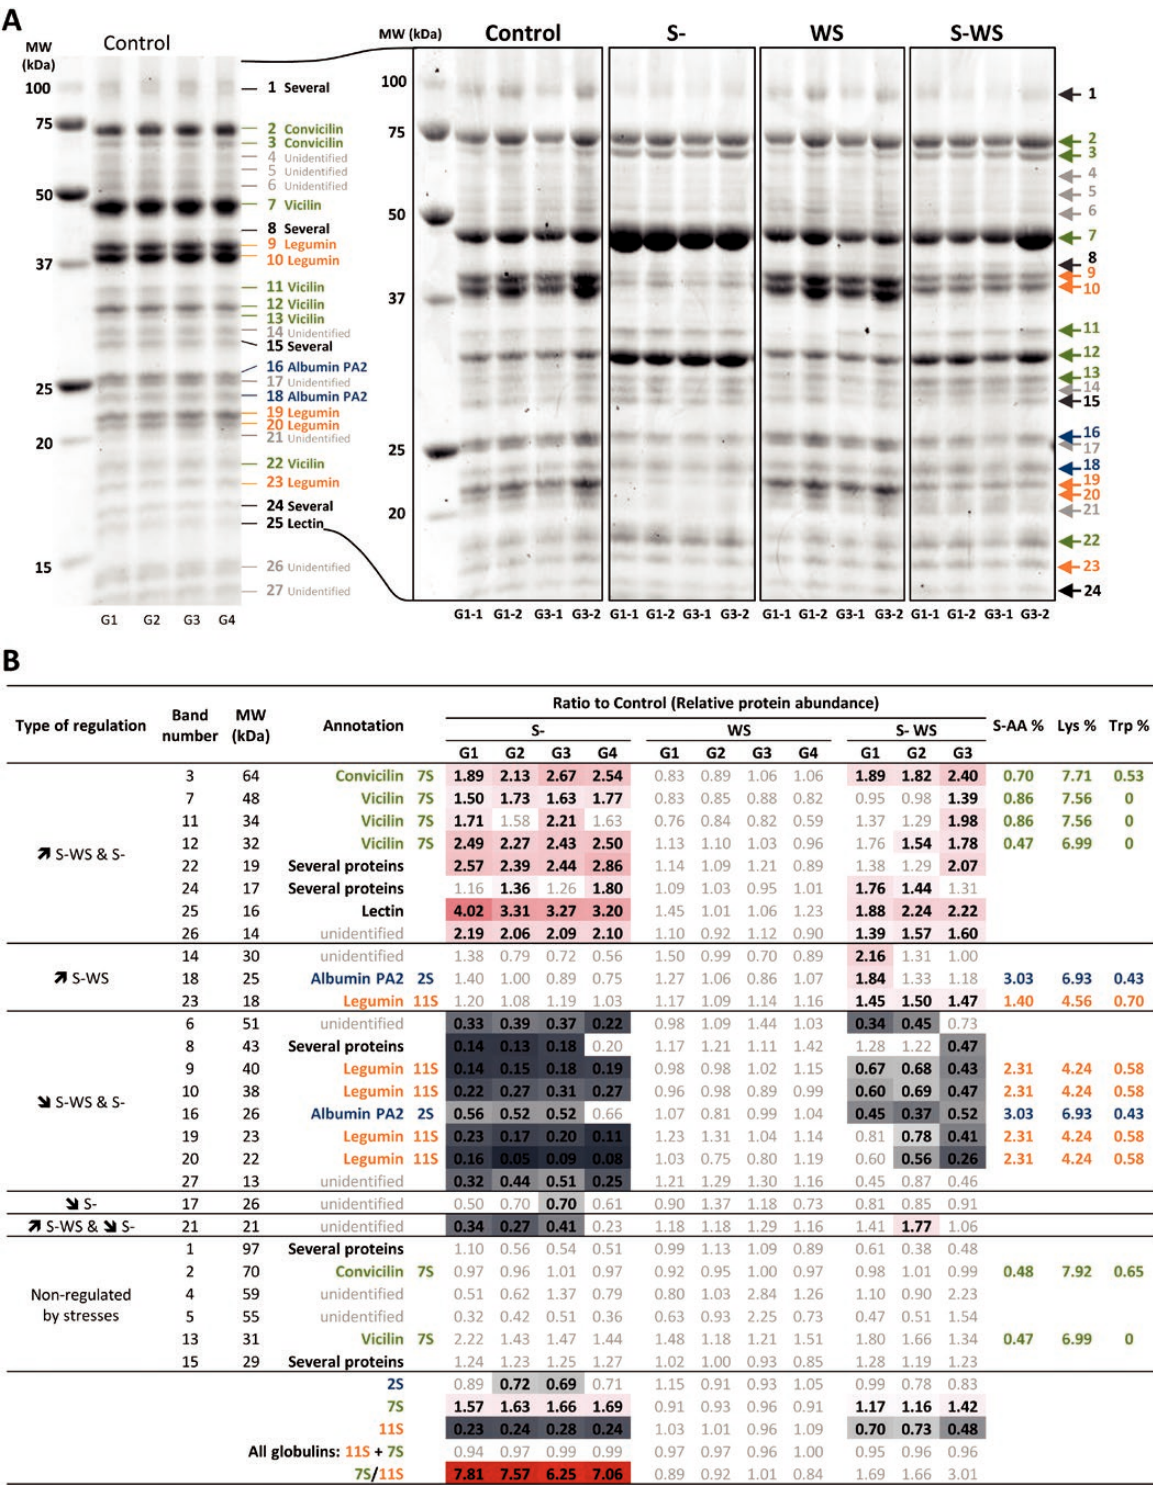 A
Control
MW
(kDa)
100
75
50
37
25
20
15
1 Several
2 Convicilin
3 Convicilin
4 Unidentified
5 Unidentified
6 Unidentified
7 Vicilin
8 Several
9 Legumin
10 Legumin
11 Vicilin
12 Vicilin
13 Vicilin
14 Unidentified
15 Several
16 Albumin PA2
17 Unidentified
18 Albumin PA2
19 Legumin
20 Legumin
21 Unidentified
22 Vicilin
23 Legumin
24 Several
25 Lectin
26 Unidentified
27 Unidentified
G1 G2 G3 G4
MW (kDa) Control S- WS S-WS
100
75
50
37
25
20
1
2
3
4
5
6
7
8
9
10
11
12
13
14
15
16
17
18
19
20
21
22
23
24
G1-1 G1-2 G3-1 G3-2 G1-1 G1-2 G3-1 G3-2 G1-1 G1-2 G3-1 G3-2 G1-1 G1-2 G3-1 G3-2
B
Ratio to Control (Relative protein abundance)
Type of regulation Band number MW (kDa) Annotation S- WS S- WS S-AA % Lys % Trp %
G1 G2 G3 G4 G1 G2 G3 G4 G1 G2 G3
3 64 Convicilin 7S 1.89 2.13 2.67 2.54 0.83 0.89 1.06 1.06 1.89 1.82 2.40 0.70 7.71 0.53
7 48 Vicilin 7S 1.50 1.73 1.63 1.77 0.83 0.85 0.88 0.82 0.95 0.98 1.39 0.86 7.56 0
11 34 Vicilin 7S 1.71 1.58 2.21 1.63 0.76 0.84 0.82 0.59 1.37 1.29 1.98 0.86 7.56 0
12 32 Vicilin 7S 2.49 2.27 2.43 2.50 1.13 1.10 1.03 0.96 1.76 1.54 1.78 0.47 6.99 0
↗ S-WS & S-
22 19 Several proteins 2.57 2.39 2.44 2.86 1.14 1.09 1.21 0.89 1.38 1.29 2.07
24 17 Several proteins 1.16 1.36 1.26 1.80 1.09 1.03 0.95 1.01 1.76 1.44 1.31
25 16 Lectin 4.02 3.31 3.27 3.20 1.45 1.01 1.06 1.23 1.88 2.24 2.22
26 14 unidentified 2.19 2.06 2.09 2.10 1.10 0.92 1.12 0.90 1.39 1.57 1.60
14 30 unidentified 1.38 0.79 0.72 0.56 1.50 0.99 0.70 0.89 2.16 1.31 1.00
↗ S-WS 18 25 Albumin PA2 2S 1.40 1.00 0.89 0.75 1.27 1.06 0.86 1.07 1.84 1.33 1.18 3.03 6.93 0.43
23 18 Legumin 11S 1.20 1.08 1.19 1.03 1.17 1.09 1.14 1.16 1.45 1.50 1.47 1.40 4.56 0.70
6 51 unidentified 0.33 0.39 0.37 0.22 0.98 1.09 1.44 1.03 0.34 0.45 0.73
8 43 Several proteins 0.14 0.13 0.18 0.20 1.17 1.21 1.11 1.42 1.28 1.22 0.47
9 40 Legumin 11S 0.14 0.15 0.18 0.19 0.98 0.98 1.02 1.15 0.67 0.68 0.43 2.31 4.24 0.58
10 38 Legumin 11S 0.22 0.27 0.31 0.27 0.96 0.98 0.89 0.99 0.60 0.69 0.47 2.31 4.24 0.58
↘ S-WS & S-
16 26 Albumin PA2 2S 0.56 0.52 0.52 0.66 1.07 0.81 0.99 1.04 0.45 0.37 0.52 3.03 6.93 0.43
19 23 Legumin 11S 0.23 0.17 0.20 0.11 1.23 1.31 1.04 1.14 0.81 0.78 0.41 2.31 4.24 0.58
20 22 Legumin 11S 0.16 0.05 0.09 0.08 1.03 0.75 0.80 1.19 0.60 0.56 0.26 2.31 4.24 0.58
27 13 unidentified 0.32 0.44 0.51 0.25 1.21 1.29 1.30 1.16 0.45 0.87 0.46
↘ S- 17 26 unidentified 0.50 0.70 0.70 0.61 0.90 1.37 1.18 0.73 0.81 0.85 0.91
↗ S-WS & ↘ S- 21 21 unidentified 0.34 0.27 0.41 0.23 1.18 1.18 1.29 1.16 1.41 1.77 1.06
1 97 Several proteins 1.10 0.56 0.54 0.51 0.99 1.13 1.09 0.89 0.61 0.38 0.48
2 70 Convicilin 7S 0.97 0.96 1.01 0.97 0.92 0.95 1.00 0.97 0.98 1.01 0.99 0.48 7.92 0.65
Non-regulated
4 59 unidentified 0.51 0.62 1.37 0.79 0.80 1.03 2.84 1.26 1.10 0.90 2.23
by stresses
5 55 unidentified 0.32 0.42 0.51 0.36 0.63 0.93 2.25 0.73 0.47 0.51 1.54
13 31 Vicilin 7S 2.22 1.43 1.47 1.44 1.48 1.18 1.21 1.51 1.80 1.66 1.34 0.47 6.99 0
15 29 Several proteins 1.24 1.23 1.25 1.27 1.02 1.00 0.93 0.85 1.28 1.19 1.23
2S 0.89 0.72 0.69 0.71 1.15 0.91 0.93 1.05 0.99 0.78 0.83
7S 1.57 1.63 1.66 1.69 0.91 0.93 0.96 0.91 1.17 1.16 1.42
11S 0.23 0.24 0.28 0.24 1.03 1.01 0.96 1.09 0.70 0.73 0.48
All globulins: 11S + 7S 0.94 0.97 0.99 0.99 0.97 0.97 0.96 1.00 0.95 0.96 0.96
7S/11S 7.81 7.57 6.25 7.06 0.89 0.92 1.01 0.84 1.69 1.66 3.01